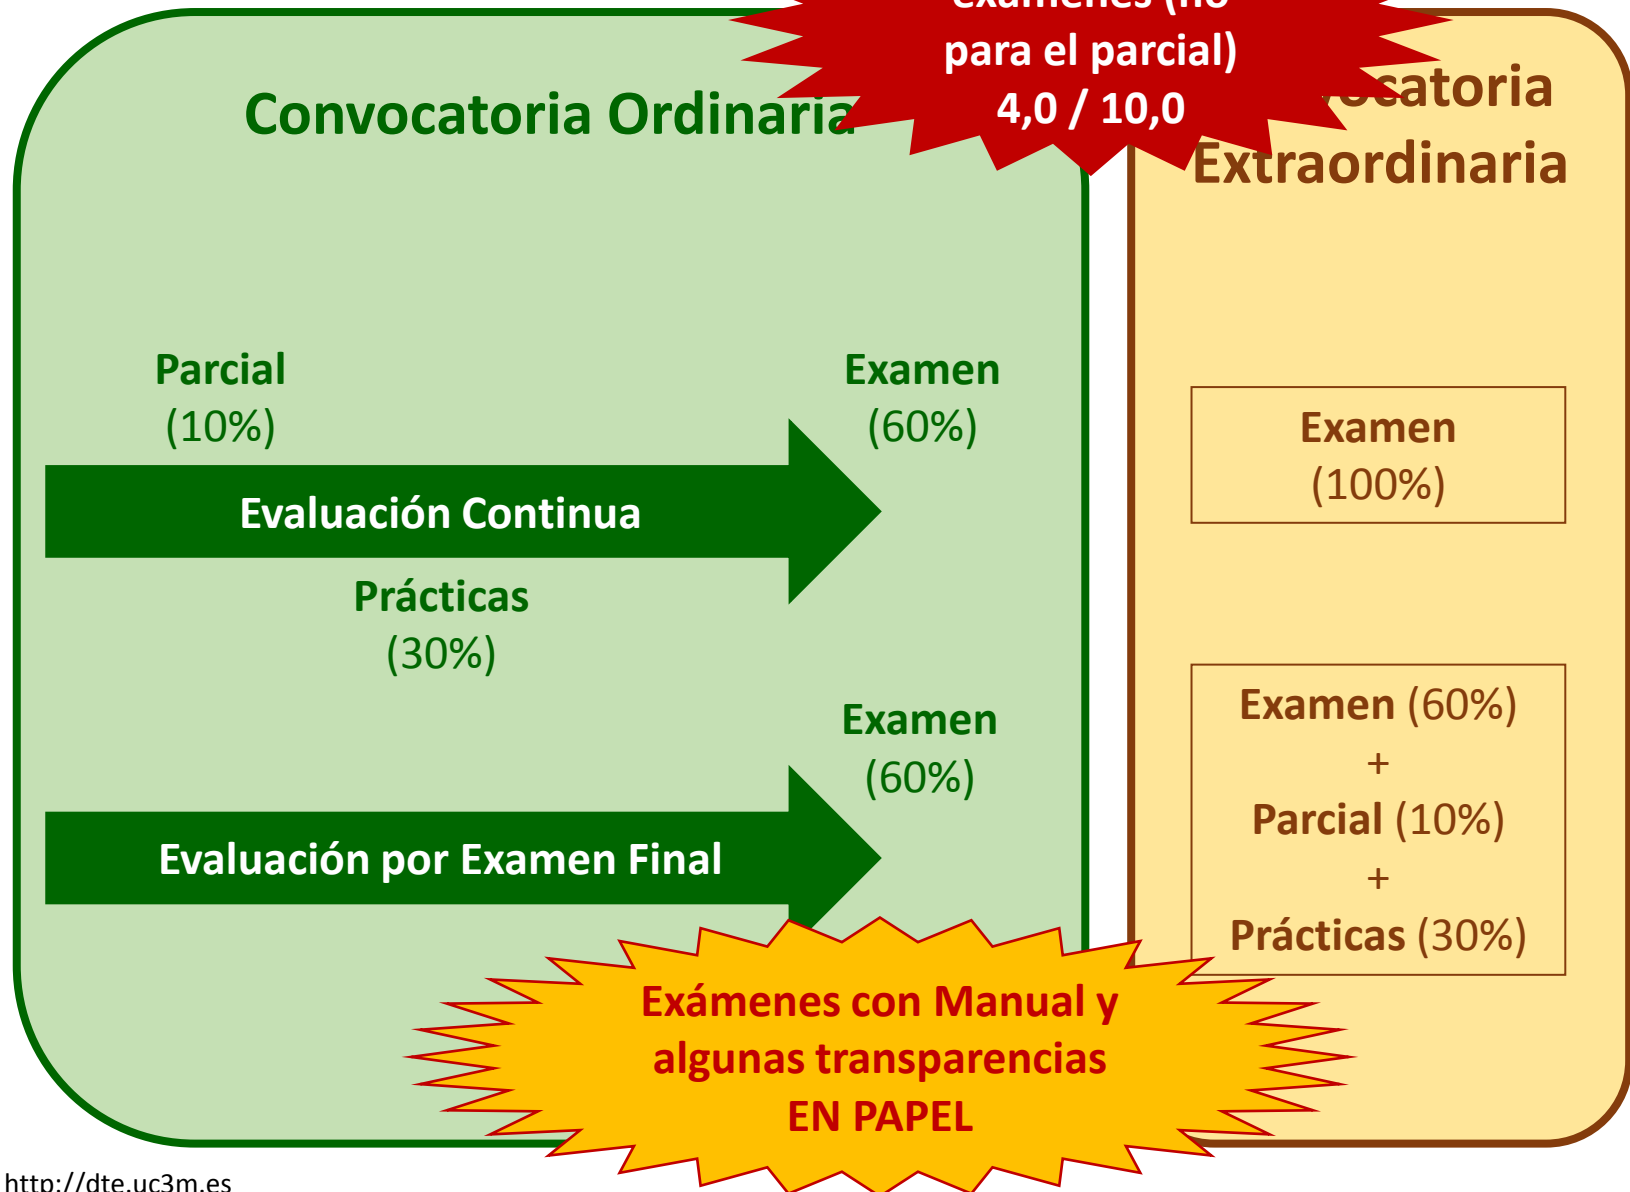 exámenes (no
para el parcial)
4,0 / 10,0
Convocatoria Ordinaria
Extraordinaria
Parcial
(10%)
Examen
(60%)
Evaluación Continua
Prácticas
(30%)
Examen
(60%)
Evaluación por Examen Final
Examen
(100%)
Examen (60%)
+
Parcial (10%)
+
Prácticas (30%)
Exámenes con Manual y
algunas transparencias
EN PAPEL
http://dte.uc3m.es